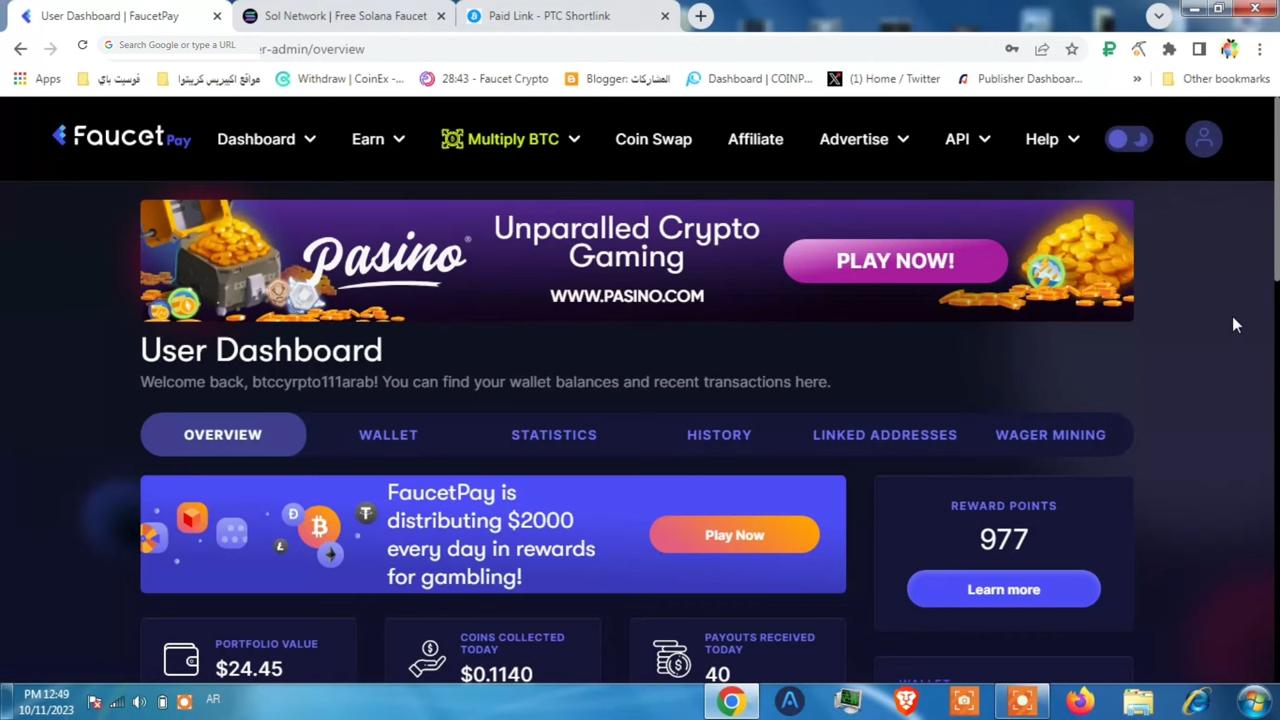 User Dashboard | FaucetPay
Sol Network | Free Solana Faucet
Paid Link - PTC Shortlink
Search Google or type a URL
er-admin/overview
Apps
فوسيت باي
مواقع اكسبريس كريبتوا
Withdraw | CoinEx -...
28:43 - Faucet Crypto
Blogger: المشاركات
Dashboard | COINP...
(1) Home / Twitter
Publisher Dashboar...
Other bookmarks
FaucetPay
Dashboard
Earn
Multiply BTC
Coin Swap
Affiliate
Advertise
API
Help
Pasino
Unparalled Crypto
Gaming
WWW.PASINO.COM
PLAY NOW!
User Dashboard
Welcome back, btccyrpto111arab! You can find your wallet balances and recent transactions here.
OVERVIEW
WALLET
STATISTICS
HISTORY
LINKED ADDRESSES
WAGER MINING
FaucetPay is
distributing $2000
every day in rewards
for gambling!
Play Now
REWARD POINTS
977
Learn more
PORTFOLIO VALUE
$24.45
COINS COLLECTED
TODAY
$0.1140
PAYOUTS RECEIVED
TODAY
40
PM 12:49
10/11/2023
AR